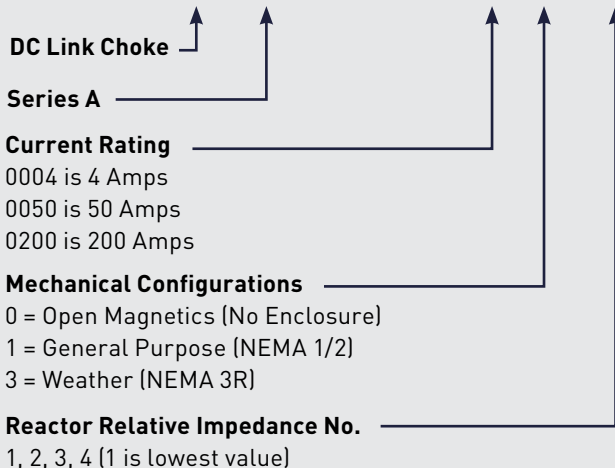 DC Link Choke
Series A
Current Rating
0004 is 4 Amps
0050 is 50 Amps
0200 is 200 Amps
Mechanical Configurations
0 = Open Magnetics (No Enclosure)
1 = General Purpose (NEMA 1/2)
3 = Weather (NEMA 3R)
Reactor Relative Impedance No.
1, 2, 3, 4 (1 is lowest value)